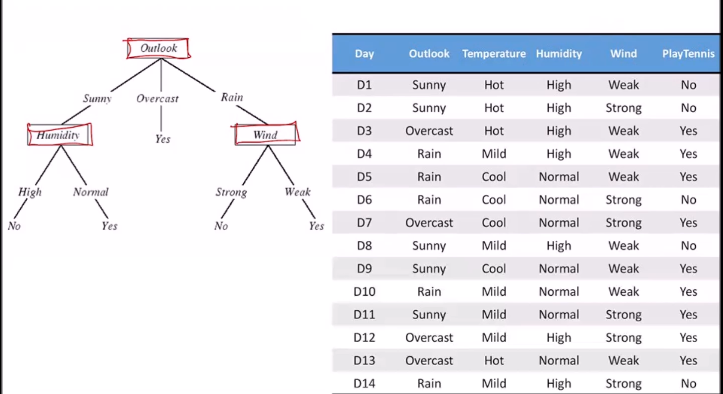 Outlook
Sunny Overcast Rain
Humidity Yes Wind
High Normal Strong Weak
No Yes No Yes
Day Outlook Temperature Humidity Wind PlayTennis
D1 Sunny Hot High Weak No
D2 Sunny Hot High Strong No
D3 Overcast Hot High Weak Yes
D4 Rain Mild High Weak Yes
D5 Rain Cool Normal Weak Yes
D6 Rain Cool Normal Strong No
D7 Overcast Cool Normal Strong Yes
D8 Sunny Mild High Weak No
D9 Sunny Cool Normal Weak Yes
D10 Rain Mild Normal Weak Yes
D11 Sunny Mild Normal Strong Yes
D12 Overcast Mild High Strong Yes
D13 Overcast Hot Normal Weak Yes
D14 Rain Mild High Strong No